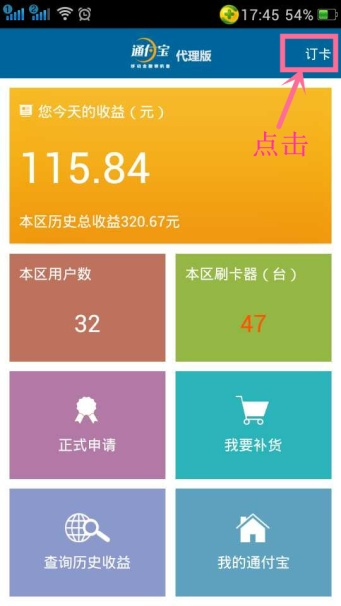 1 2 17:45 54%
通付宝 代理版
订卡
点击
您今天的收益（元）
115.84
本区历史总收益320.67元
本区用户数
本区刷卡器（台）
32
47
正式申请
我要补货
查询历史收益
我的通付宝